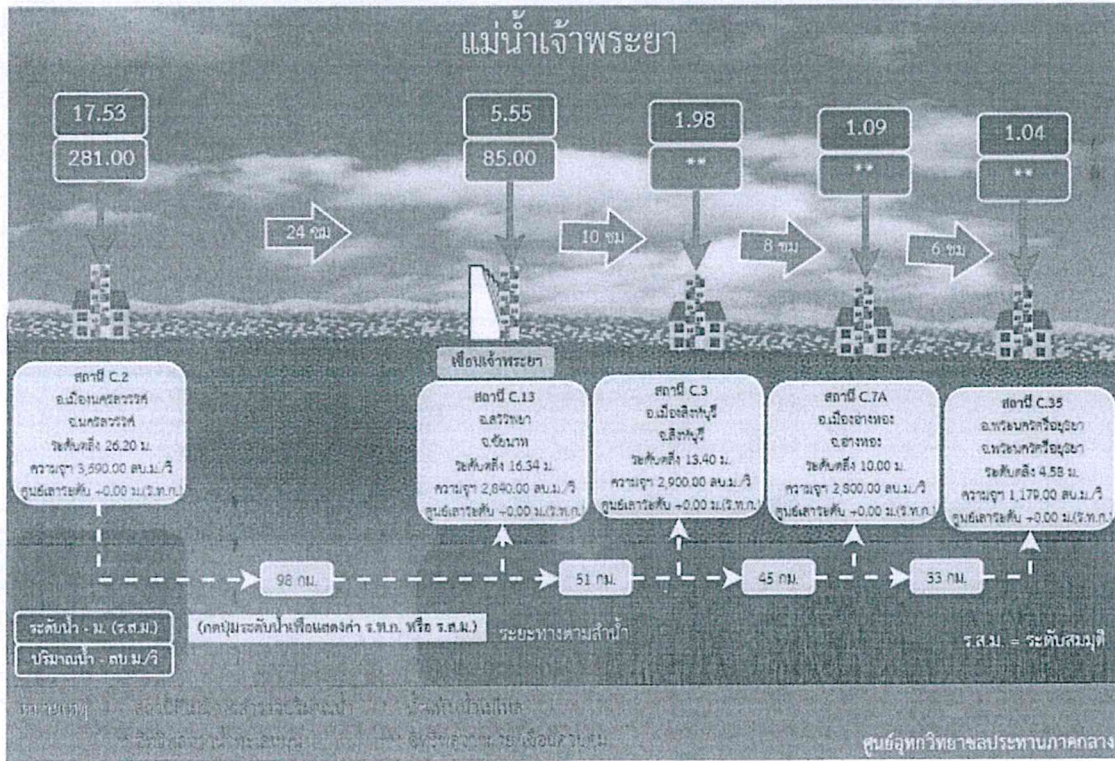 แม่น้ำเจ้าพระยา
17.53
281.00
5.55
85.00
1.98
**
1.09
**
1.04
**
24 ชม
10 ชม
8 ชม
6 ชม
เขื่อนเจ้าพระยา
สถานี C.2
อ.เมืองนครสวรรค์
จ.นครสวรรค์
ระดับตลิ่ง 26.20 ม.
ความจุฯ 3,590.00 ลบ.ม./วิ
ศูนย์เสาระดับ +0.00 ม.(ร.ท.ก.)
สถานี C.13
อ.สรรพยา
จ.ชัยนาท
ระดับตลิ่ง 16.34 ม.
ความจุฯ 2,840.00 ลบ.ม./วิ
ศูนย์เสาระดับ +0.00 ม.(ร.ท.ก.)
สถานี C.3
อ.เมืองสิงห์บุรี
จ.สิงห์บุรี
ระดับตลิ่ง 13.40 ม.
ความจุฯ 2,900.00 ลบ.ม./วิ
ศูนย์เสาระดับ +0.00 ม.(ร.ท.ก.)
สถานี C.7A
อ.เมืองอ่างทอง
จ.อ่างทอง
ระดับตลิ่ง 10.00 ม.
ความจุฯ 2,800.00 ลบ.ม./วิ
ศูนย์เสาระดับ +0.00 ม.(ร.ท.ก.)
สถานี C.35
อ.พระนครศรีอยุธยา
จ.พระนครศรีอยุธยา
ระดับตลิ่ง 4.58 ม.
ความจุฯ 1,179.00 ลบ.ม./วิ
ศูนย์เสาระดับ +0.00 ม.(ร.ท.ก.)
98 กม.
51 กม.
45 กม.
33 กม.
ระดับน้ำ - ม. (ร.ส.ม.)
(กดปุ่มระดับน้ำเพื่อแสดงค่า ร.ท.ก. หรือ ร.ส.ม.)
ระยะทางตามลำน้ำ
ร.ส.ม. = ระดับสมมุติ
ปริมาณน้ำ - ลบ.ม./วิ
หมายเหตุ
ศูนย์อุทกวิทยาชลประทานภาคกลาง